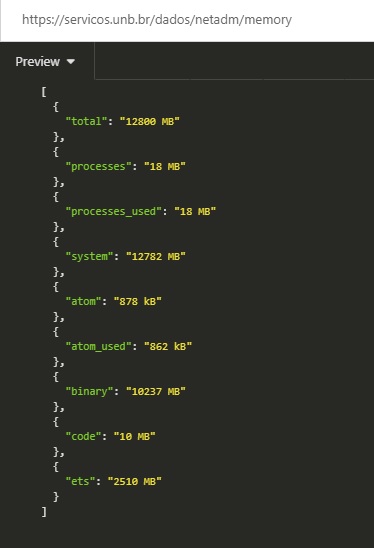 https://servicos.unb.br/dados/netadm/memory
Preview
[
{
"total": "12800 MB"
},
{
"processes": "18 MB"
},
{
"processes_used": "18 MB"
},
{
"system": "12782 MB"
},
{
"atom": "878 kB"
},
{
"atom_used": "862 kB"
},
{
"binary": "10237 MB"
},
{
"code": "10 MB"
},
{
"ets": "2510 MB"
}
]